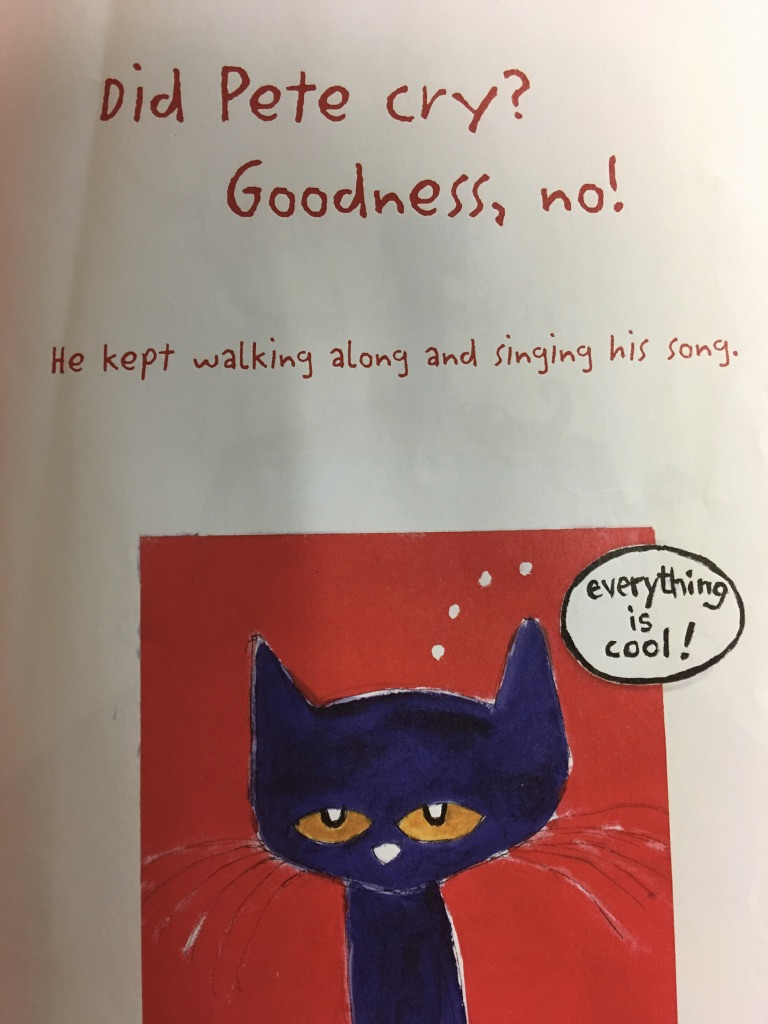 Did Pete cry?
Goodness, no!
He kept walking along and singing his song.
everything
is
cool!